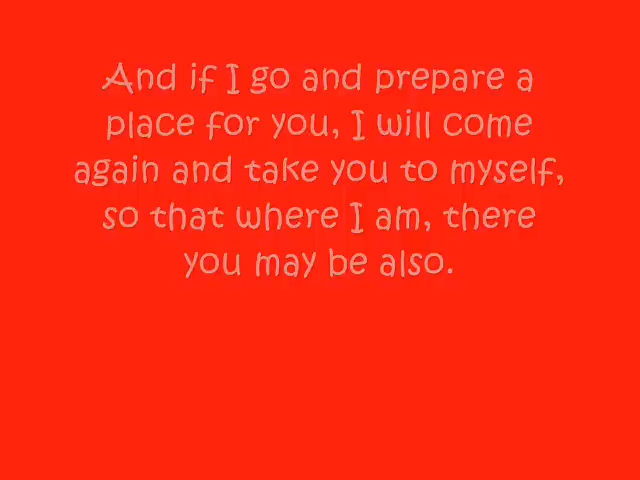 And if I go and prepare a
place for you, I will come
again and take you to myself,
so that where I am, there
you may be also.